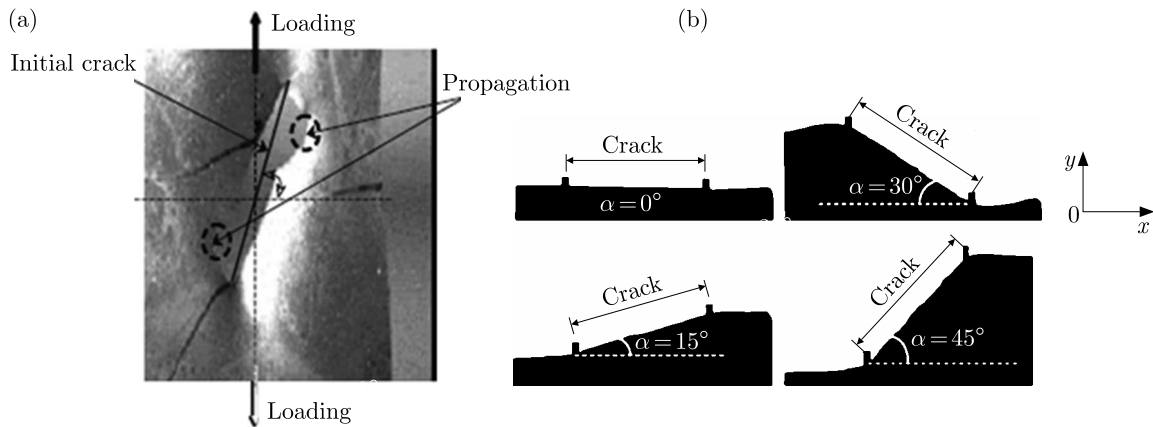 (a)
Loading
Initial crack
Propagation
Loading
(b)
Crack
α = 0°
Crack
α = 30°
y
0
x
Crack
α = 15°
Crack
α = 45°